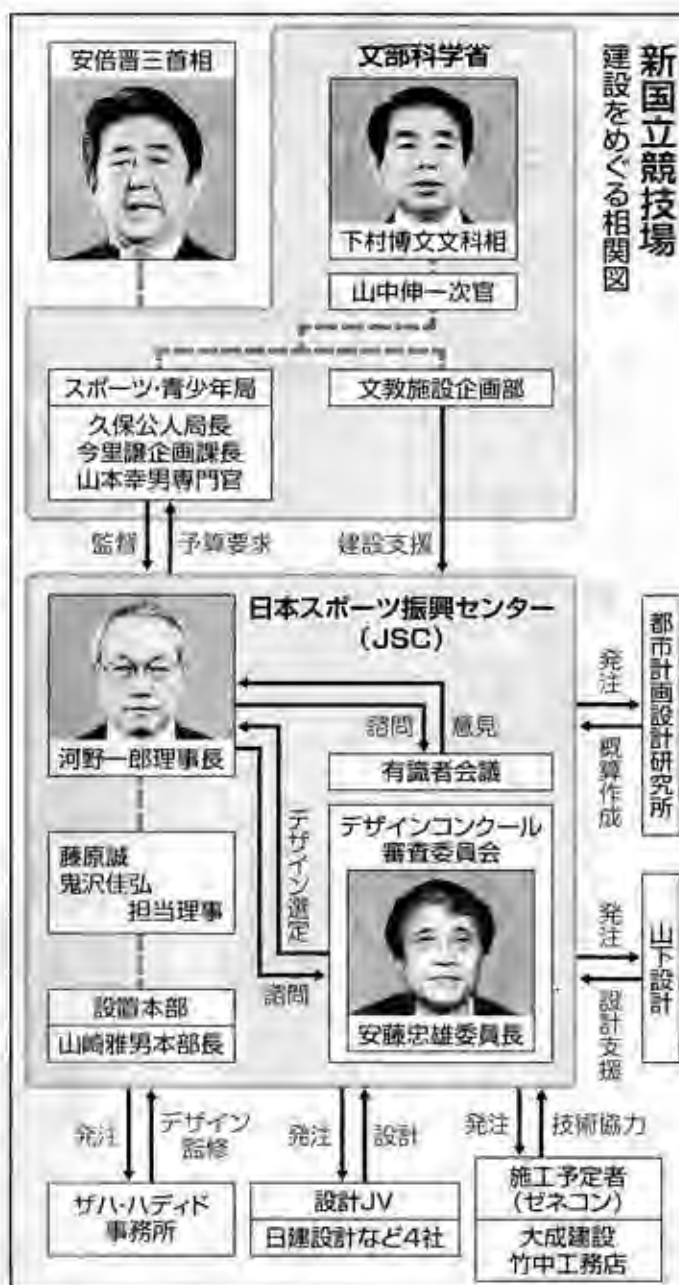 新国立競技場
建設をめぐる相関図
安倍晋三首相
文部科学省
下村博文文科相
山中伸一次官
スポーツ・青少年局
久保公人局長
今里讓企画課長
山本幸男専門官
文教施設企画部
監督
予算要求
建設支援
日本スポーツ振興センター
(JSC)
河野一郎理事長
諮問
意見
有識者会議
デザインコンクール
審査委員会
安藤忠雄委員長
デザイン選定
諮問
藤原誠
鬼沢佳弘
担当理事
設置本部
山崎雅男本部長
発注
概算作成
都市計画設計研究所
発注
設計支援
山下設計
発注
デザイン
監修
ザハ・ハディド
事務所
発注
設計
設計JV
日建設計など4社
発注
技術協力
施工予定者
(ゼネコン)
大成建設
竹中工務店